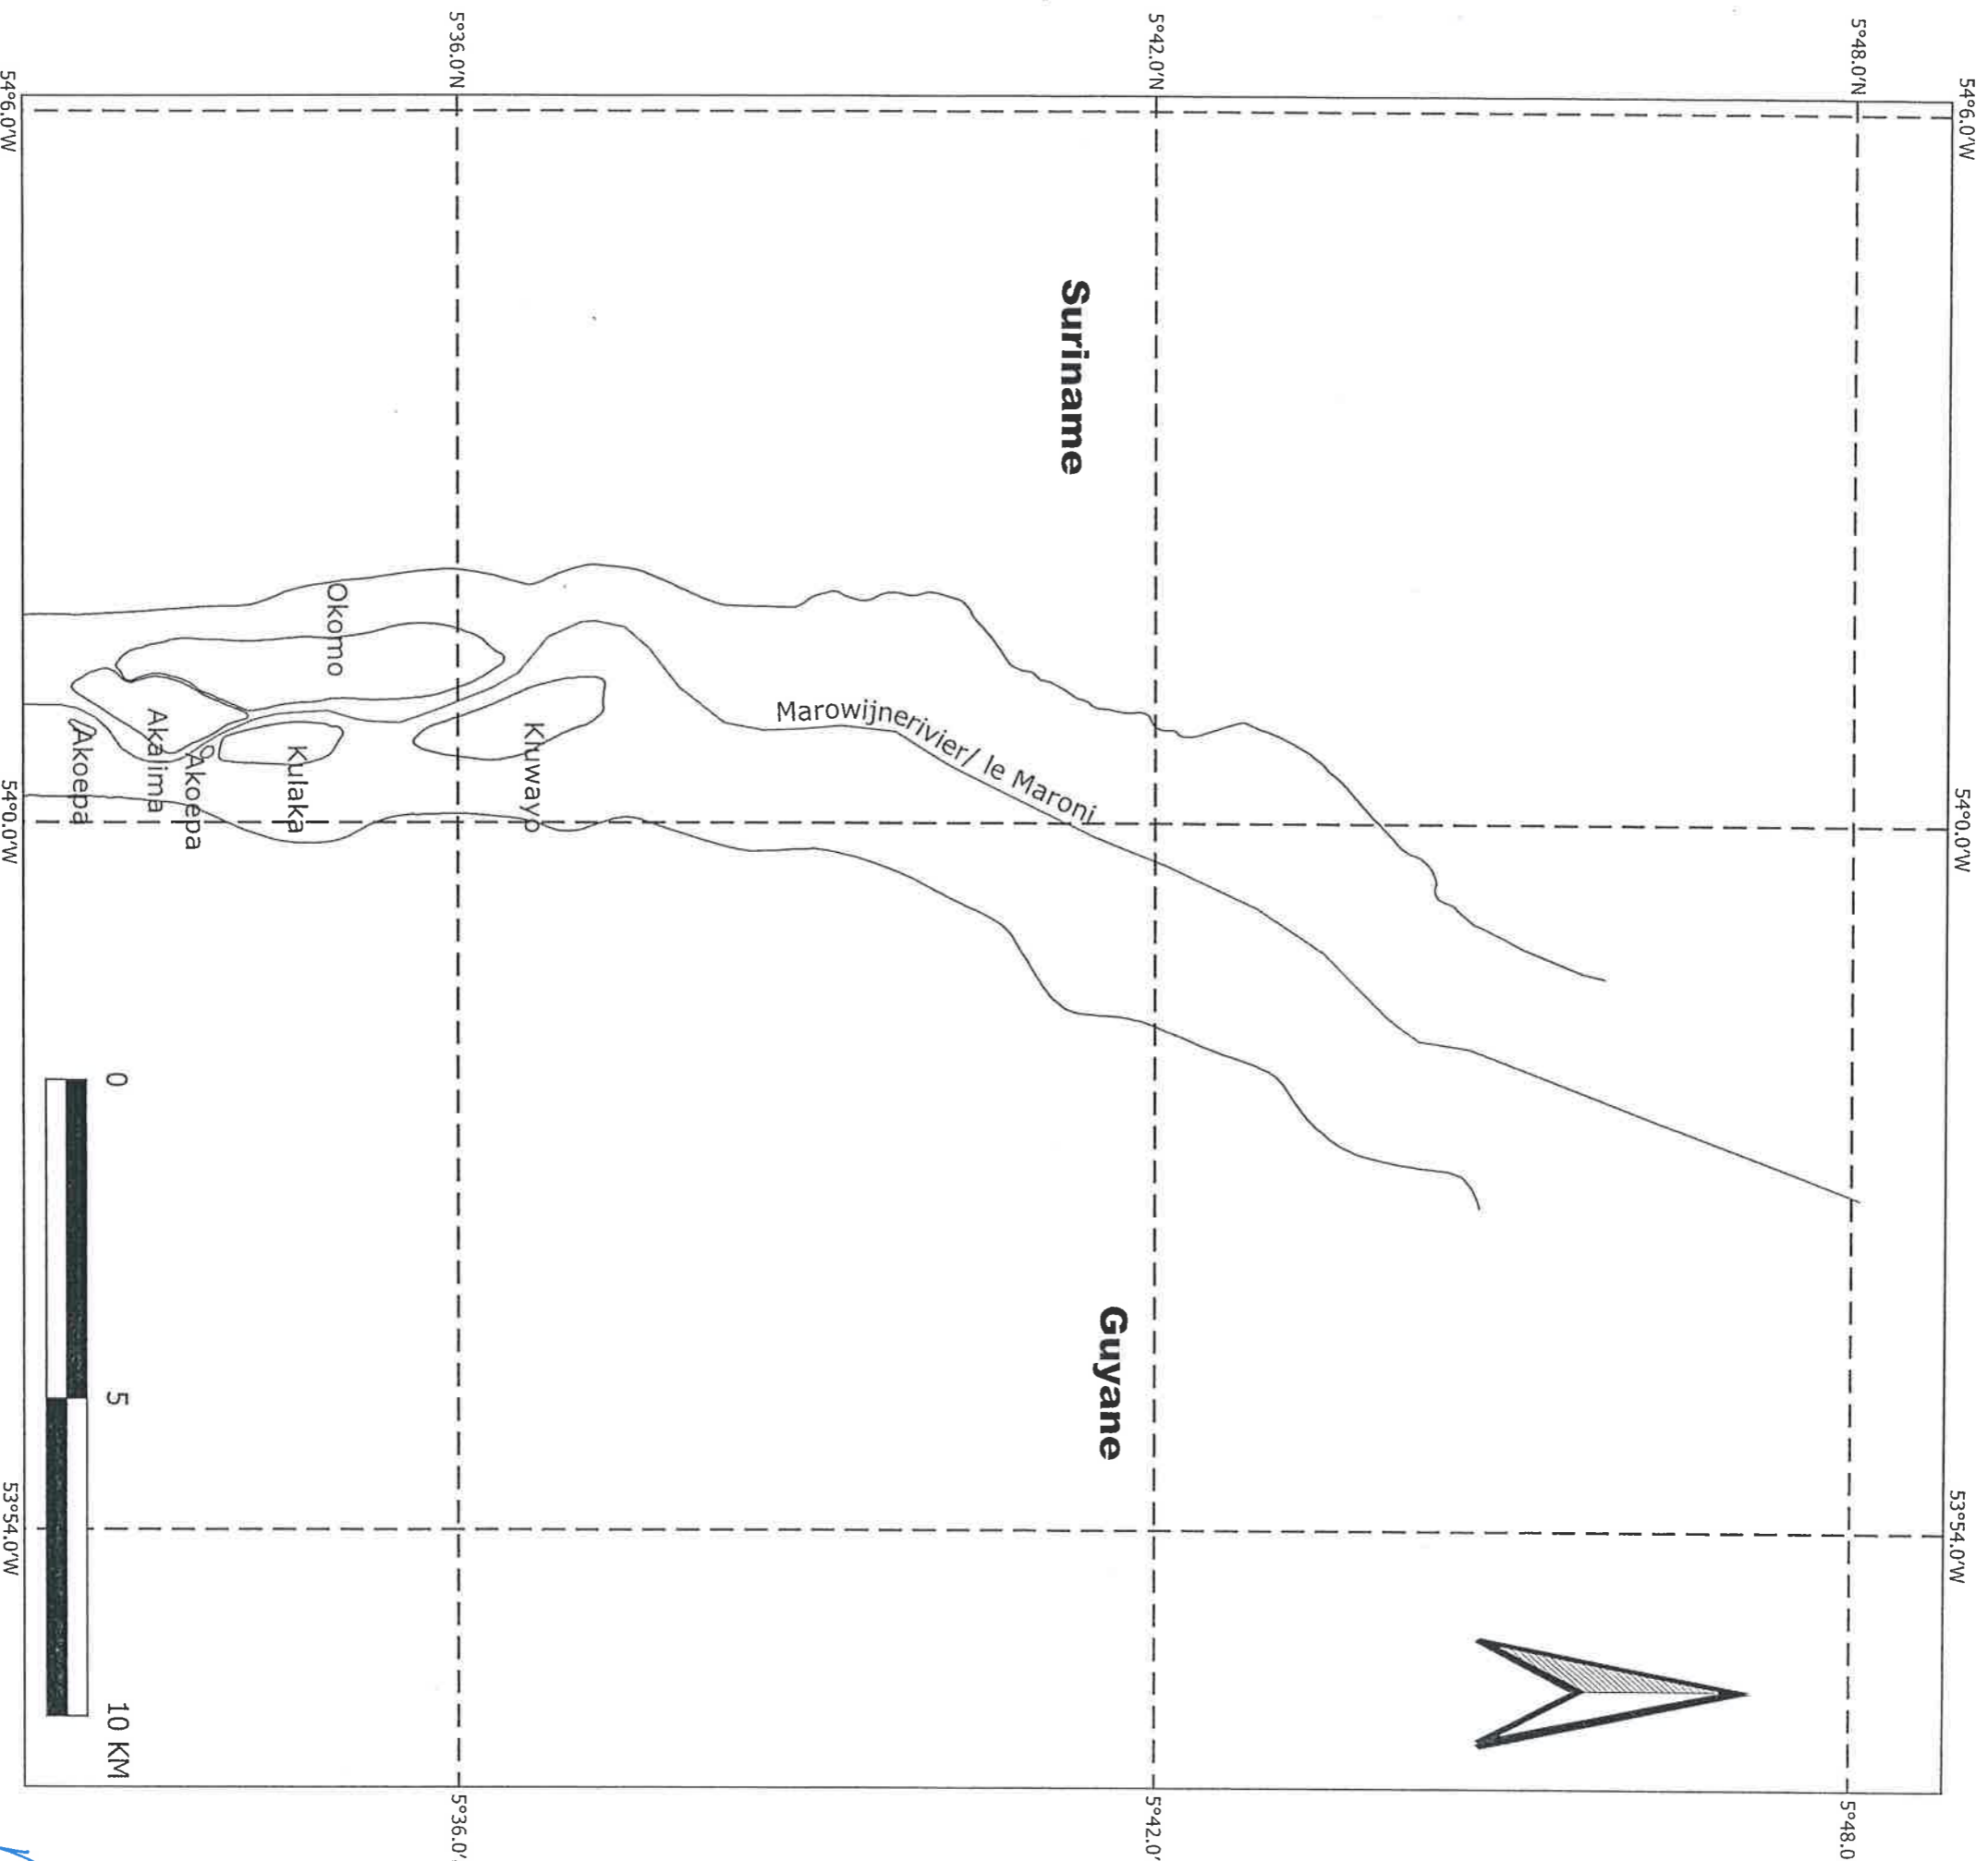 54°6.0'W
54°0.0'W
53°54.0'W
5°48.0'N
5°48.0
5°42.0'N
5°42.0'
Suriname
Guyane
Marowijnerivier/ le Maroni
5°36.0'N
5°36.0'
Kluwayo
Okomo
Kulaka
Akoepa
Akalima
Akoepa
0
5
10 KM
54°6.0'W
54°0.0'W
53°54.0'W